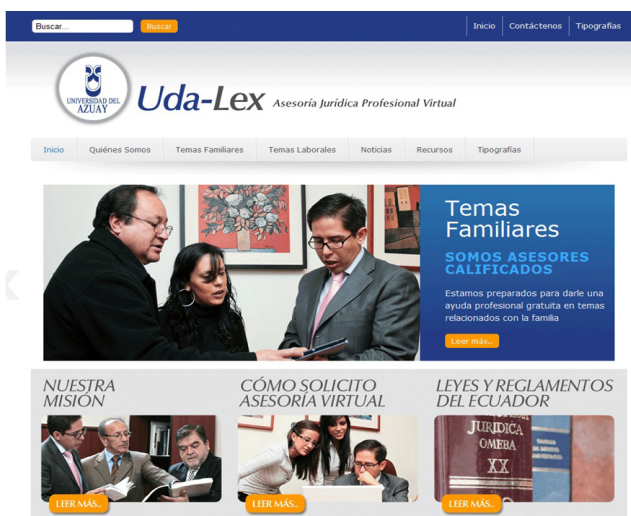 Buscar...
Buscar
Inicio
Contáctenos
Tipografías
UNIVERSIDAD DEL
AZUAY
Uda-Lex Asesoría Jurídica Profesional Virtual
Inicio
Quiénes Somos
Temas Familiares
Temas Laborales
Noticias
Recursos
Tipografías
Temas
Familiares
SOMOS ASESORES
CALIFICADOS
Estamos preparados para darle una
ayuda profesional gratuita en temas
relacionados con la familia
Leer más..
NUESTRA
MISIÓN
LEER MÁS..
CÓMO SOLICITO
ASESORÍA VIRTUAL
LEER MÁS..
LEYES Y REGLAMENTOS
DEL ECUADOR
JURIDICA
OMEBA
XX
LEER MÁS..